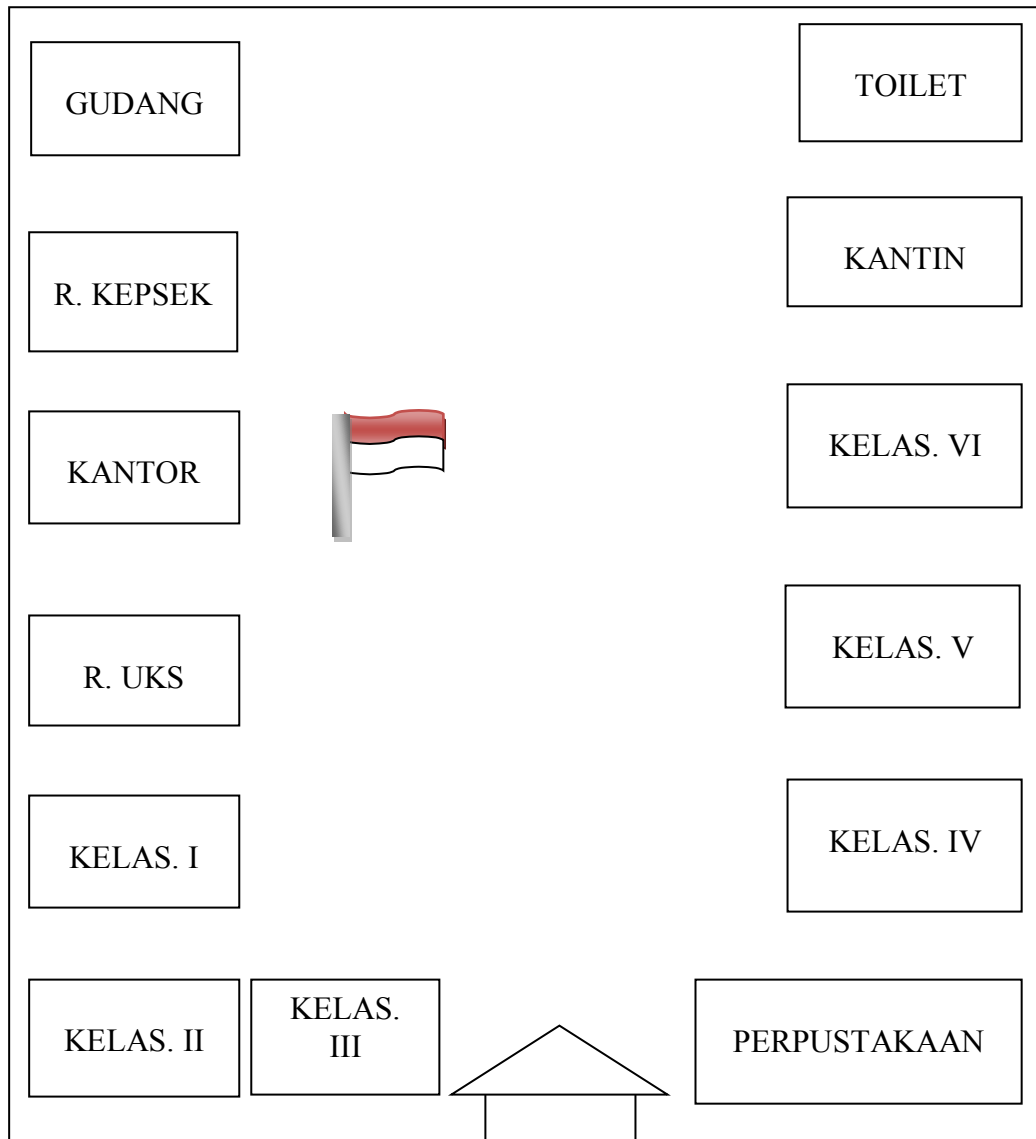 GUDANG
TOILET
R. KEPSEK
KANTIN
KANTOR
KELAS. VI
R. UKS
KELAS. V
KELAS. I
KELAS. IV
KELAS. II
KELAS.
III
PERPUSTAKAAN